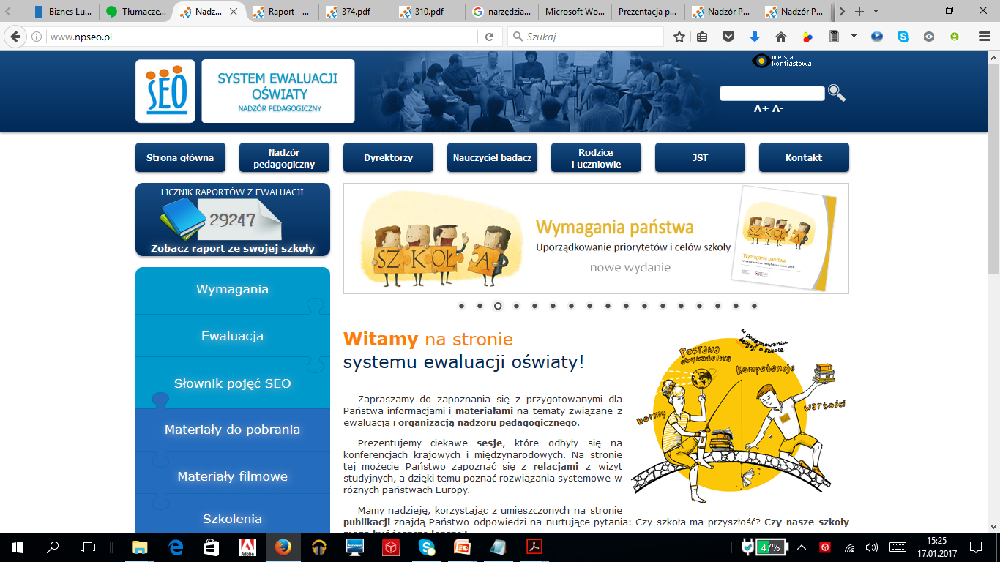 Biznes Lu...
Tłumacze...
Nadz...
Raport - ...
374.pdf
310.pdf
narzędzia...
Microsoft Wo...
Prezentacja p...
Nadzór P...
Nadzór P...
www.npseo.pl
Szukaj
SEO
SYSTEM EWALUACJI
OŚWIATY
NADZÓR PEDAGOGICZNY
wersja
kontrastowa
A+ A-
Strona główna
Nadzór
pedagogiczny
Dyrektorzy
Nauczyciel badacz
Rodzice
i uczniowie
JST
Kontakt
LICZNIK RAPORTÓW Z EWALUACJI
29247
Zobacz raport ze swojej szkoły
SZKOŁA
Wymagania państwa
Uporządkowanie priorytetów i celów szkoły
nowe wydanie
SZKOŁA
Wymagania państwa
Wymagania
Ewaluacja
Słownik pojęć SEO
Materiały do pobrania
Materiały filmowe
Szkolenia
Witamy na stronie
systemu ewaluacji oświaty!
Postawa
obywatelska
w podejmowaniu
decyzji o szkole
Kompetencje
Normy
wartości
Zapraszamy do zapoznania się z przygotowanymi dla
Państwa informacjami i materiałami na tematy związane z
ewaluacją i organizacją nadzoru pedagogicznego.
Prezentujemy ciekawe sesje, które odbyły się na
konferencjach krajowych i międzynarodowych. Na stronie
tej możecie Państwo zapoznać się z relacjami z wizyt
studyjnych, a dzięki temu poznać rozwiązania systemowe w
różnych państwach Europy.
Mamy nadzieję, korzystając z umieszczonych na stronie
publikacji znajdą Państwo odpowiedzi na nurtujące pytania: Czy szkoła ma przyszłość? Czy nasze szkoły
Adobe
47%
15:25
17.01.2017